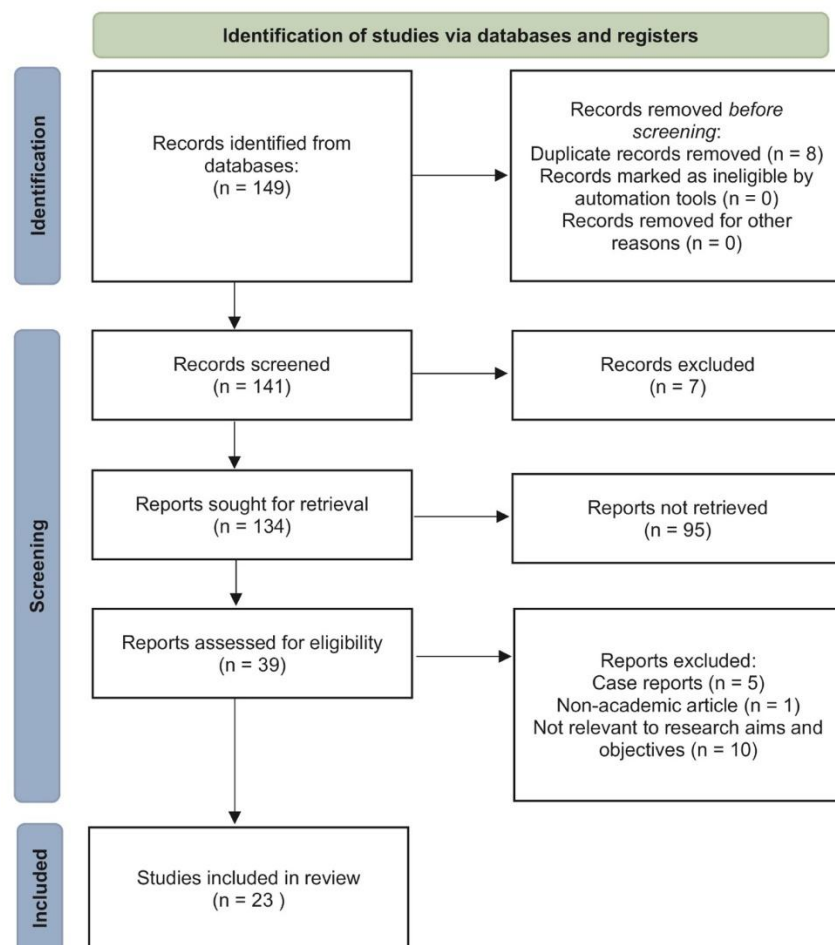 Identification of studies via databases and registers
Identification
Records identified from
databases:
(n = 149)
Records removed before
screening:
Duplicate records removed (n = 8)
Records marked as ineligible by
automation tools (n = 0)
Records removed for other
reasons (n = 0)
Screening
Records screened
(n = 141)
Records excluded
(n = 7)
Reports sought for retrieval
(n = 134)
Reports not retrieved
(n = 95)
Reports assessed for eligibility
(n = 39)
Reports excluded:
Case reports (n = 5)
Non-academic article (n = 1)
Not relevant to research aims and
objectives (n = 10)
Included
Studies included in review
(n = 23 )